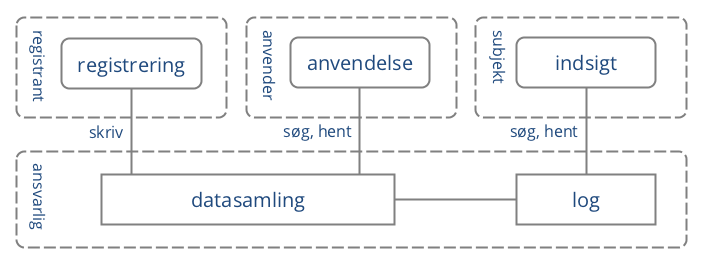 registrant
registrering
anvender
anvendelse
subjekt
indsigt
skriv
søg, hent
søg, hent
ansvarlig
datasamling
log